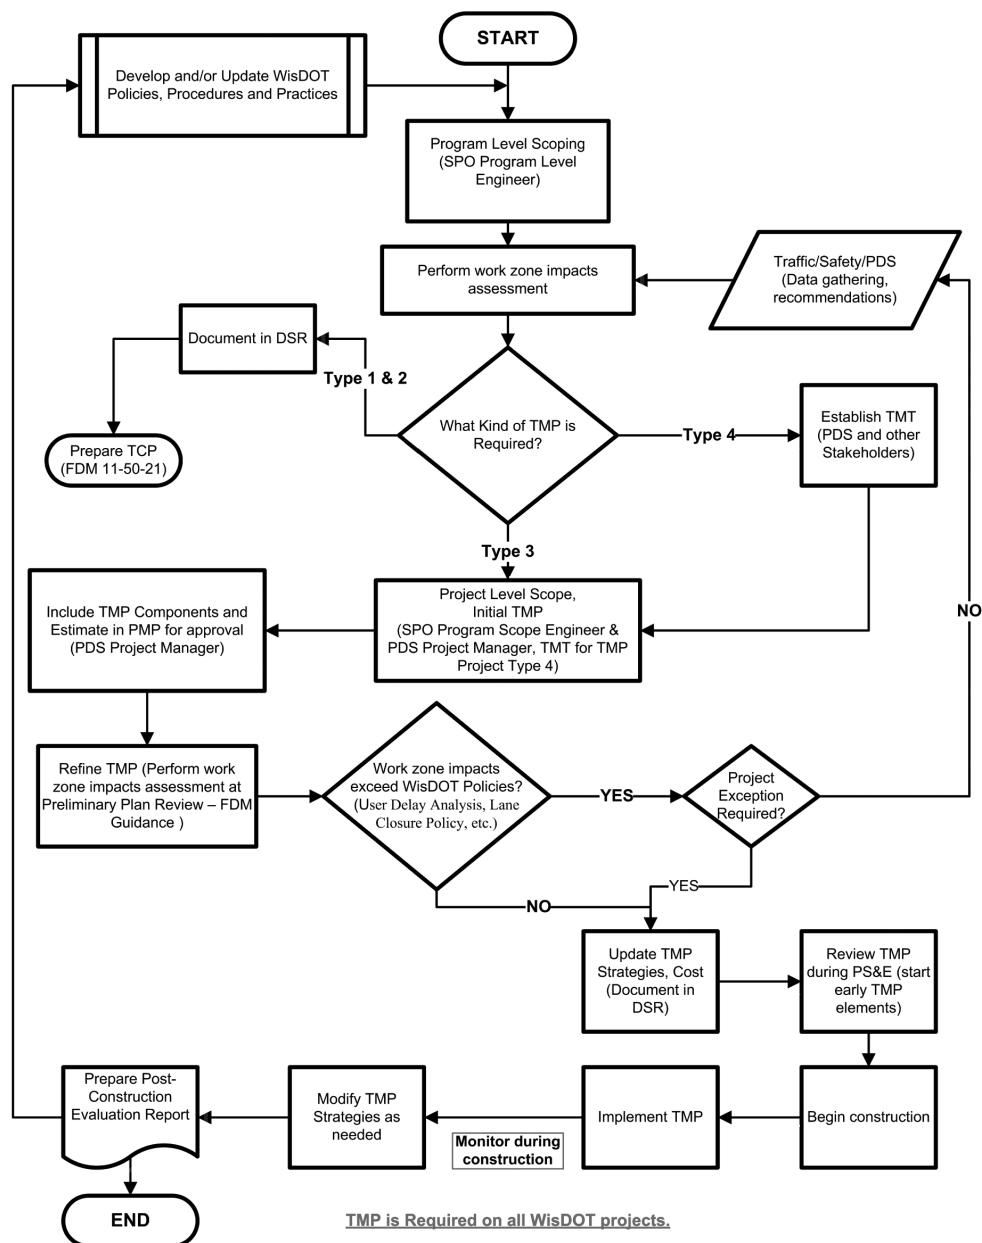 START
Develop and/or Update WisDOT
Policies, Procedures and Practices
Program Level Scoping
(SPO Program Level
Engineer)
Perform work zone impacts
assessment
Traffic/Safety/PDS
(Data gathering,
recommendations)
Document in DSR
Type 1 & 2
What Kind of TMP is
Required?
Type 4
Establish TMT
(PDS and other
Stakeholders)
Prepare TCP
(FDM 11-50-21)
Type 3
Project Level Scope,
Initial TMP
(SPO Program Scope Engineer &
PDS Project Manager, TMT for TMP
Project Type 4)
Include TMP Components and
Estimate in PMP for approval
(PDS Project Manager)
NO
Refine TMP (Perform work
zone impacts assessment at
Preliminary Plan Review – FDM
Guidance )
Work zone impacts
exceed WisDOT Policies?
(User Delay Analysis, Lane
Closure Policy, etc.)
YES
Project
Exception
Required?
YES
NO
Update TMP
Strategies, Cost
(Document in
DSR)
Review TMP
during PS&E (start
early TMP
elements)
Prepare Post-
Construction
Evaluation Report
Modify TMP
Strategies as
needed
Monitor during
construction
Implement TMP
Begin construction
END
TMP is Required on all WisDOT projects.